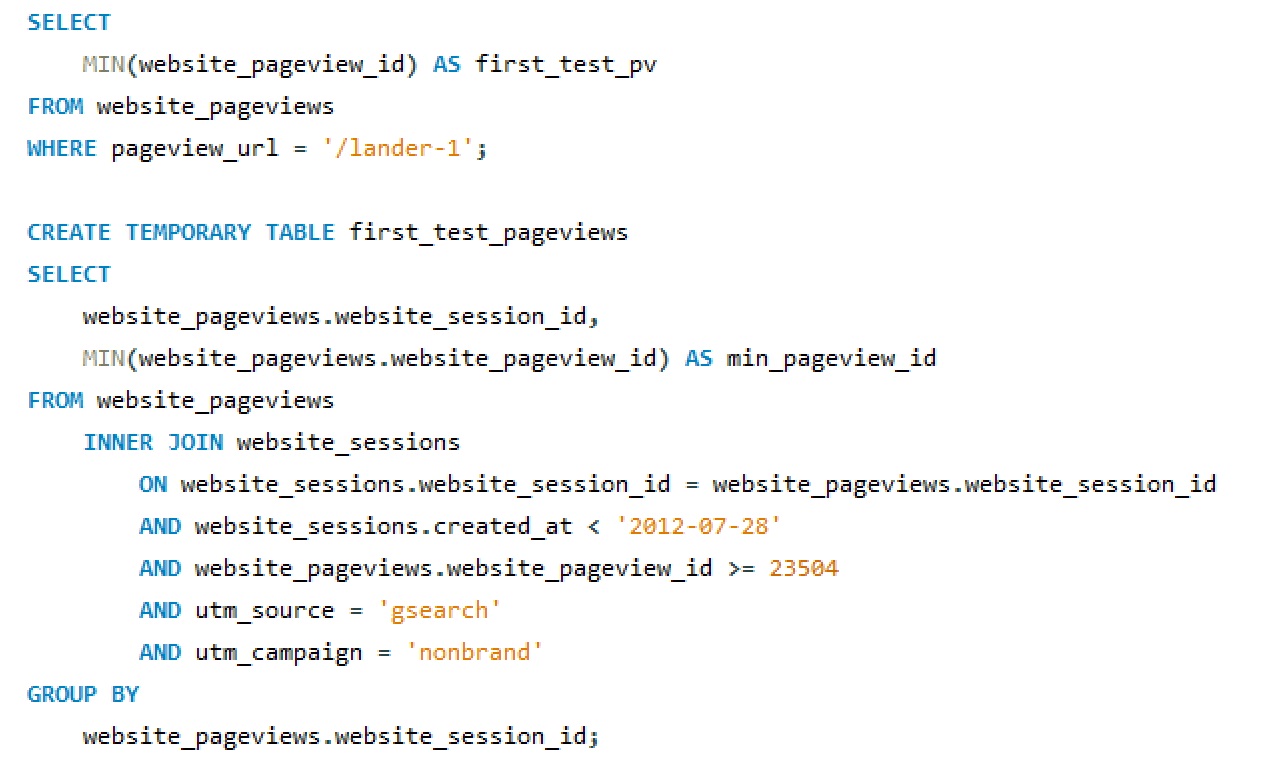 SELECT
    MIN(website_pageview_id) AS first_test_pv
FROM website_pageviews
WHERE pageview_url = '/lander-1';

CREATE TEMPORARY TABLE first_test_pageviews
SELECT
    website_pageviews.website_session_id,
    MIN(website_pageviews.website_pageview_id) AS min_pageview_id
FROM website_pageviews
    INNER JOIN website_sessions
        ON website_sessions.website_session_id = website_pageviews.website_session_id
        AND website_sessions.created_at < '2012-07-28'
        AND website_pageviews.website_pageview_id >= 23504
        AND utm_source = 'gsearch'
        AND utm_campaign = 'nonbrand'
GROUP BY
    website_pageviews.website_session_id;